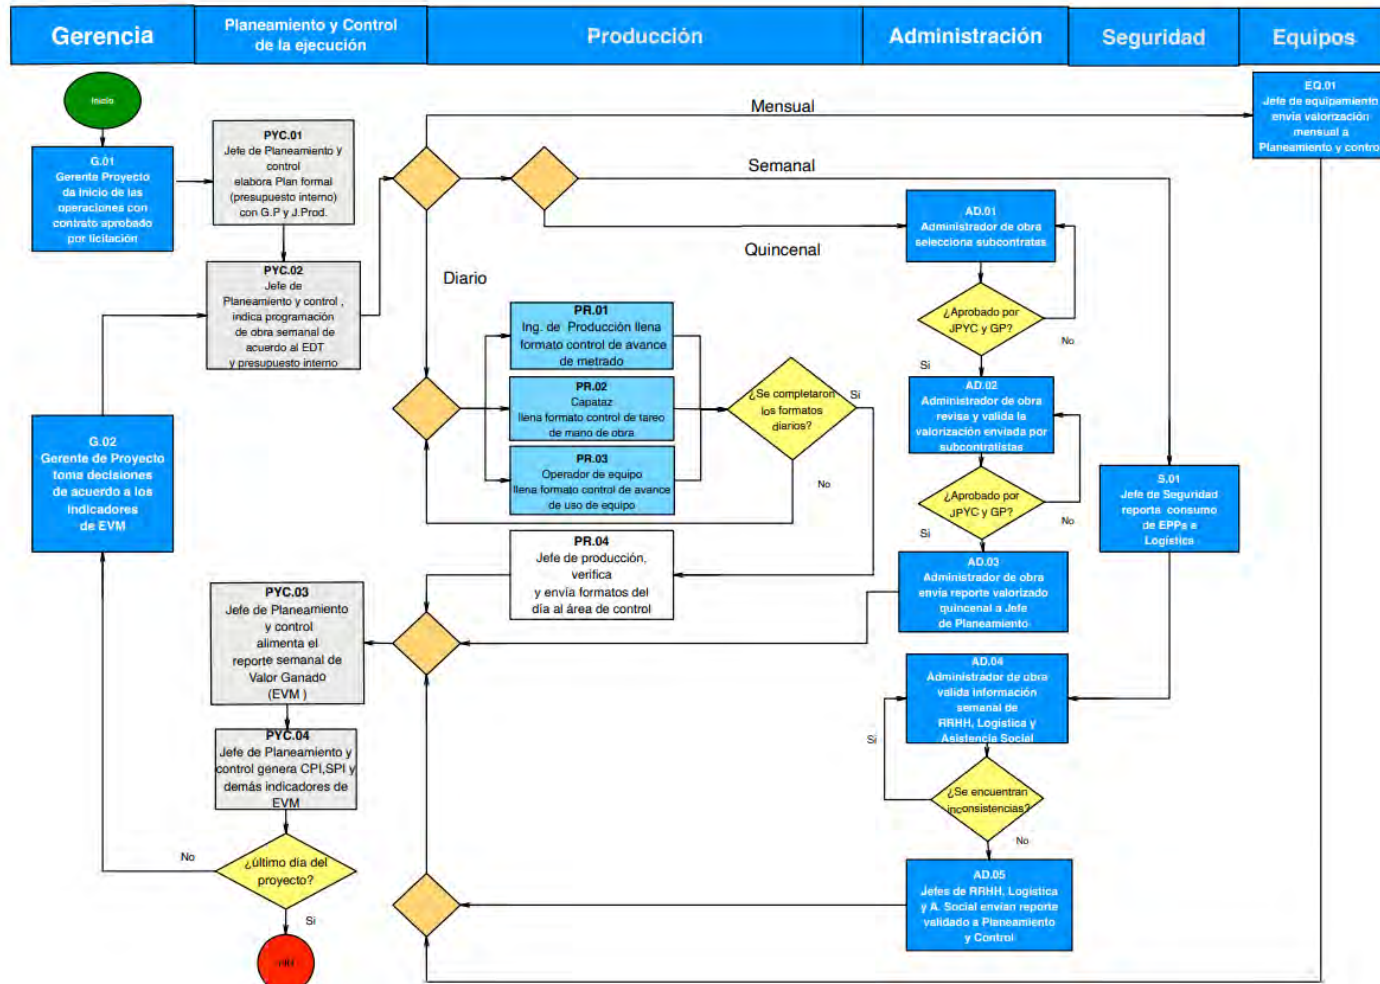 Gerencia
Planeamiento y Control
de la ejecución
Producción
Administración
Seguridad
Equipos
Inicio
G.01
Gerente Proyecto
da inicio de las
operaciones con
contrato aprobado
por licitación
PYC.01
Jefe de Planeamiento y
control
elabora Plan formal
(presupuesto interno)
con G.P y J.Prod.
PYC.02
Jefe de
Planeamiento y control ,
indica programación
de obra semanal de
acuerdo al EDT
y presupuesto interno
Mensual
Semanal
Quincenal
Diario
EQ.01
Jefe de equipamiento
envía valorización
mensual a
Planeamiento y control
AD.01
Administrador de obra
selecciona subcontratas
¿Aprobado por
JPYC y GP?
No
Si
PR.01
Ing. de Producción llena
formato control de avance
de metrado
PR.02
Capataz
llena formato control de tareo
de mano de obra
PR.03
Operador de equipo
llena formato control de avance
de uso de equipo
¿Se completaron
los formatos
diarios?
Si
No
AD.02
Administrador de obra
revisa y valida la
valorización enviada por
subcontratistas
¿Aprobado por
JPYC y GP?
No
Si
G.02
Gerente de Proyecto
toma decisiones
de acuerdo a los
indicadores
de EVM
S.01
Jefe de Seguridad
reporta consumo
de EPPs a
Logística
PR.04
Jefe de producción,
verifica
y envía formatos del
día al área de control
AD.03
Administrador de obra
envía reporte valorizado
quincenal a Jefe
de Planeamiento
PYC.03
Jefe de Planeamiento
y control
alimenta el
reporte semanal de
Valor Ganado
(EVM )
AD.04
Administrador de obra
valida información
semanal de
RRHH, Logística y
Asistencia Social
Si
PYC.04
Jefe de Planeamiento y
control genera CPI,SPI y
demás indicadores de
EVM
¿Se encuentran
inconsistencias?
No
¿último día del
proyecto?
No
Si
AD.05
Jefes de RRHH, Logística
y A. Social envían reporte
validado a Planeamiento
y Control